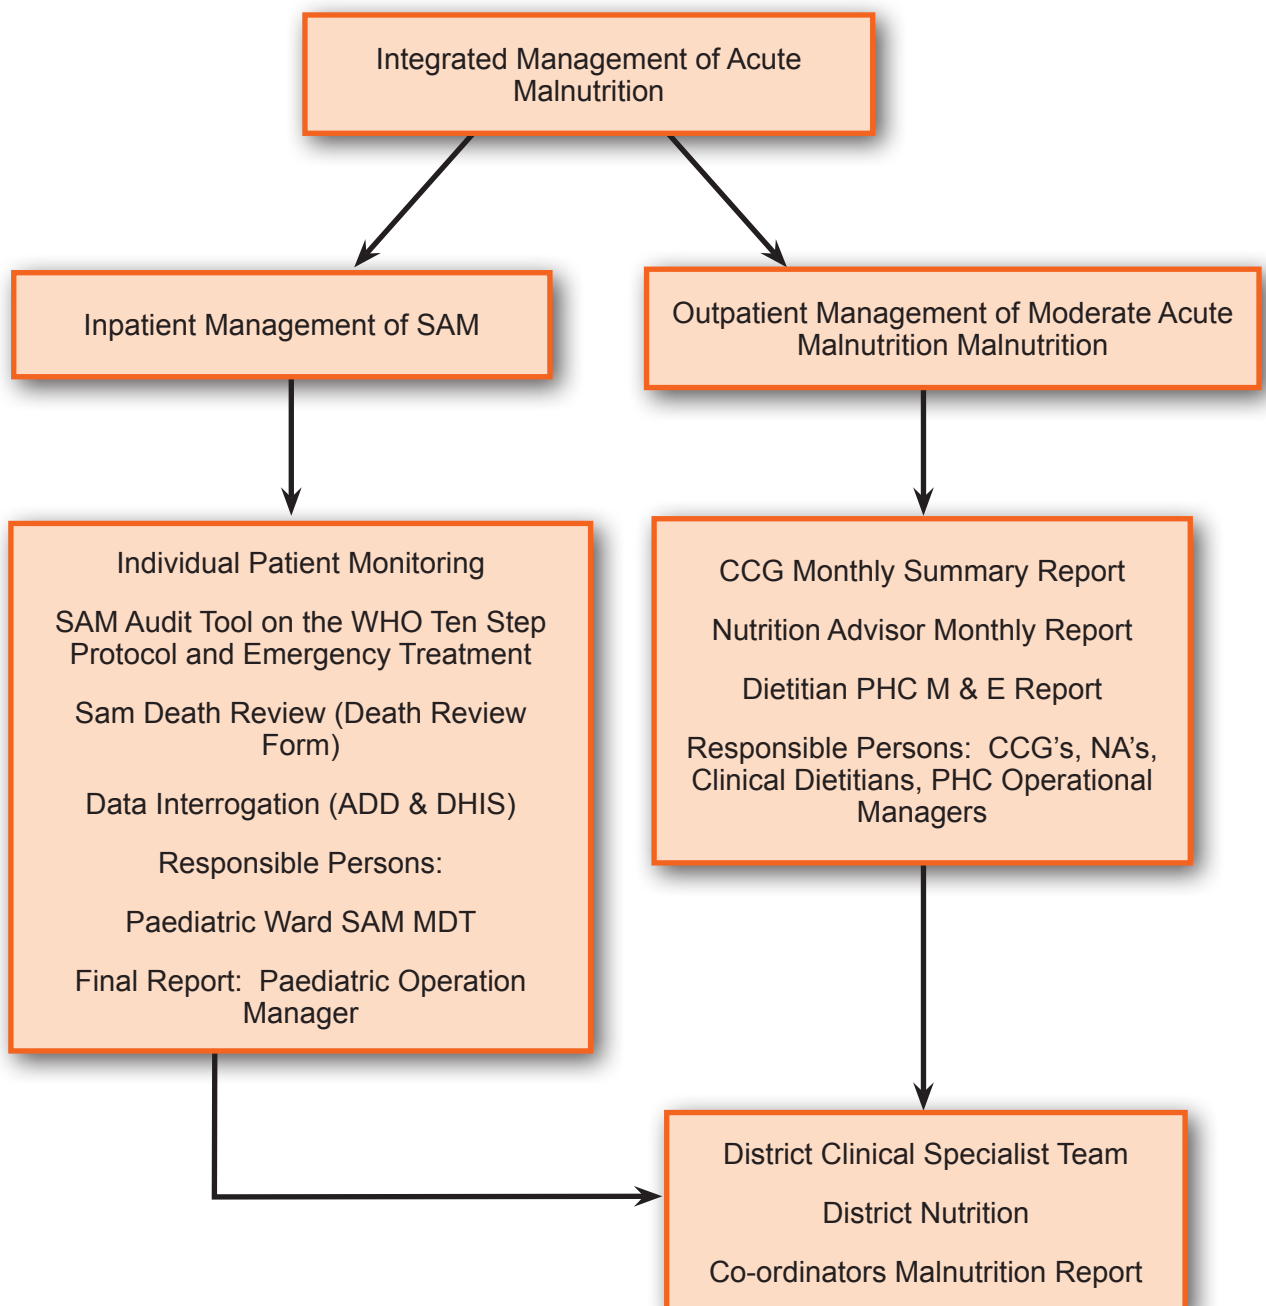 Integrated Management of Acute
Malnutrition
Inpatient Management of SAM
Outpatient Management of Moderate Acute
Malnutrition Malnutrition
Individual Patient Monitoring
SAM Audit Tool on the WHO Ten Step
Protocol and Emergency Treatment
Sam Death Review (Death Review
Form)
Data Interrogation (ADD & DHIS)
Responsible Persons:
Paediatric Ward SAM MDT
Final Report:  Paediatric Operation
Manager
CCG Monthly Summary Report
Nutrition Advisor Monthly Report
Dietitian PHC M & E Report
Responsible Persons:  CCG's, NA's,
Clinical Dietitians, PHC Operational
Managers
District Clinical Specialist Team
District Nutrition
Co-ordinators Malnutrition Report